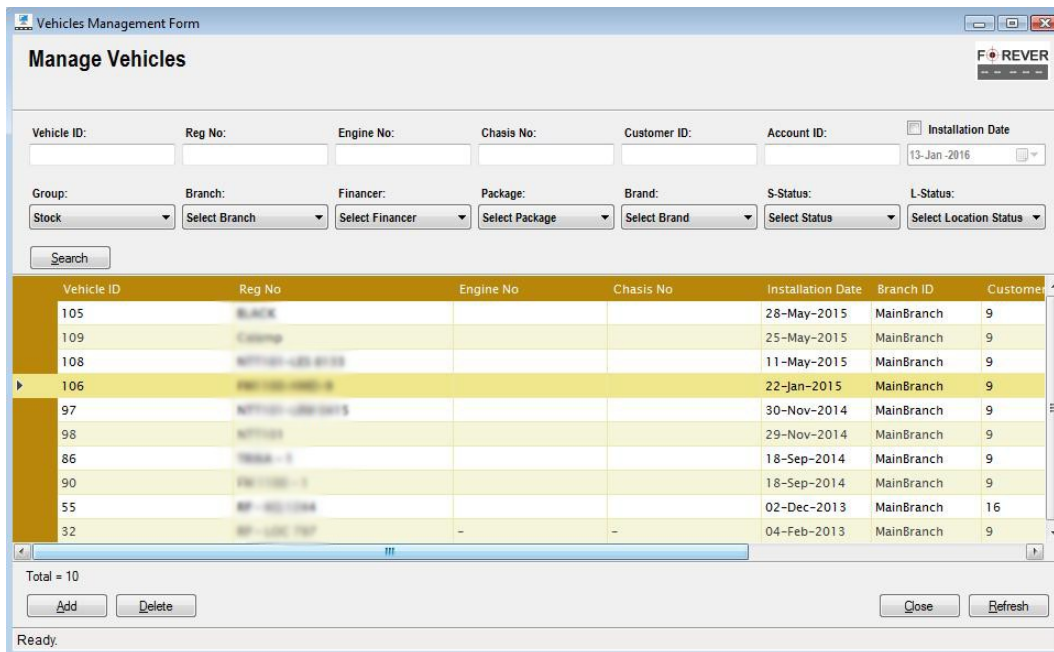 Vehicles Management Form
Manage Vehicles
FOREVER
Vehicle ID: Reg No: Engine No: Chasis No: Customer ID: Account ID: Installation Date
13-Jan -2016
Group: Branch: Financer: Package: Brand: S-Status: L-Status:
Stock Select Branch Select Financer Select Package Select Brand Select Status Select Location Status
Search
Vehicle ID Reg No Engine No Chasis No Installation Date Branch ID Customer
105 28-May-2015 MainBranch 9
109 25-May-2015 MainBranch 9
108 11-May-2015 MainBranch 9
106 22-Jan-2015 MainBranch 9
97 30-Nov-2014 MainBranch 9
98 29-Nov-2014 MainBranch 9
86 18-Sep-2014 MainBranch 9
90 18-Sep-2014 MainBranch 9
55 02-Dec-2013 MainBranch 16
32 - - 04-Feb-2013 MainBranch 9
Total = 10
Add Delete Close Refresh
Ready.